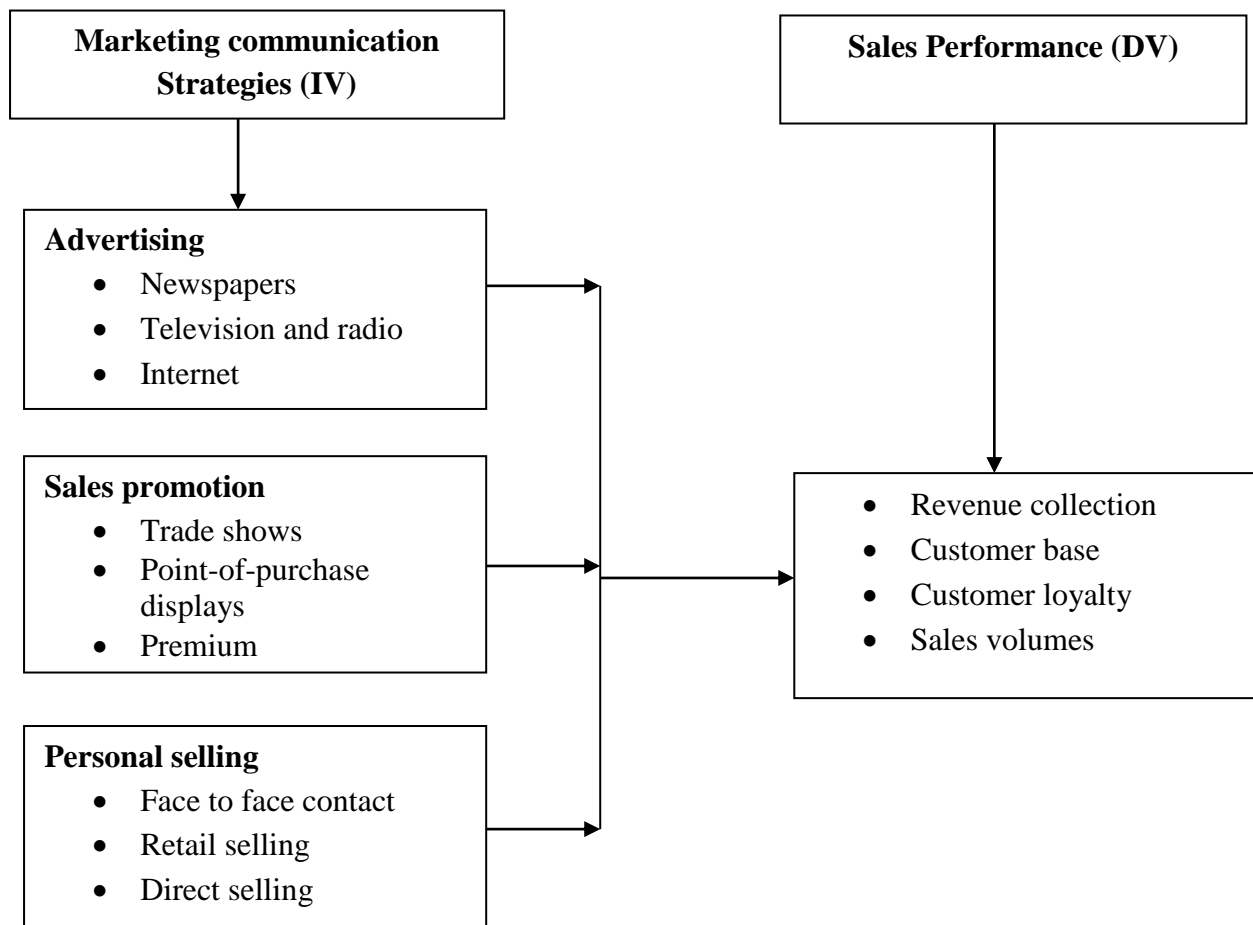 Marketing communication
Strategies (IV)
Sales Performance (DV)
Advertising
• Newspapers
• Television and radio
• Internet
Sales promotion
• Trade shows
• Point-of-purchase
displays
• Premium
Personal selling
• Face to face contact
• Retail selling
• Direct selling
• Revenue collection
• Customer base
• Customer loyalty
• Sales volumes